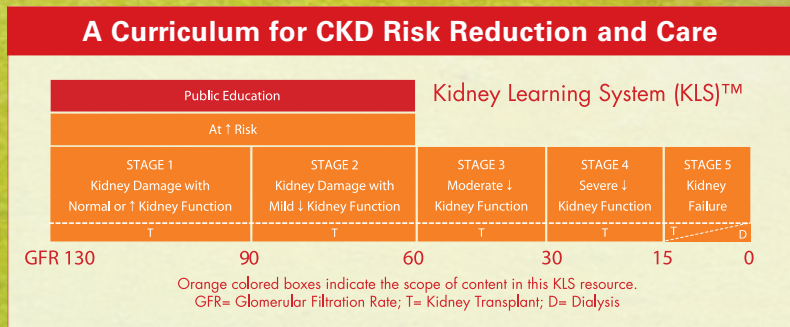 A Curriculum for CKD Risk Reduction and Care
Public Education
Kidney Learning System (KLS)™
At ↑ Risk
STAGE 1
Kidney Damage with
Normal or ↑ Kidney Function
T
STAGE 2
Kidney Damage with
Mild ↓ Kidney Function
T
STAGE 3
Moderate ↓
Kidney Function
T
STAGE 4
Severe ↓
Kidney Function
T
STAGE 5
Kidney
Failure
T
D
GFR 130 90 60 30 15 0
Orange colored boxes indicate the scope of content in this KLS resource.
GFR= Glomerular Filtration Rate; T= Kidney Transplant; D= Dialysis